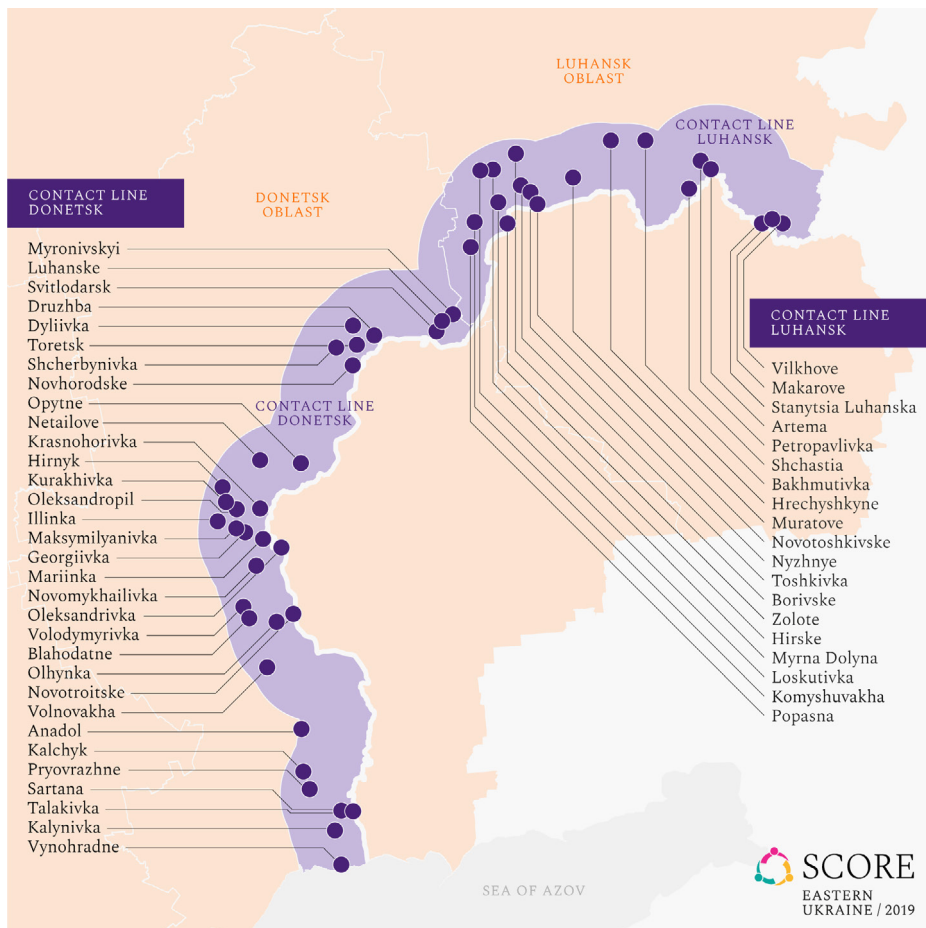 LUHANSK
OBLAST
CONTACT LINE
LUHANSK
DONETSK
OBLAST
CONTACT LINE
DONETSK
Myronivskyi
Luhanske
Svitlodarsk
Druzhba
Dyliivka
Toretsk
Shcherbynivka
Novhorodske
Opytne
Netailove
Krasnohorivka
Hirnyk
Kurakhivka
Oleksandropil
Illinka
Maksymilyanivka
Georgiivka
Mariinka
Novomykhailivka
Oleksandrivka
Volodymyrivka
Blahodatne
Olhynka
Novotroitske
Volnovakha
Anadol
Kalchyk
Pryovrazhne
Sartana
Talakivka
Kalynivka
Vynohradne
CONTACT LINE
DONETSK
CONTACT LINE
LUHANSK
Vilkhove
Makarove
Stanytsia Luhanska
Artema
Petropavlivka
Shchastia
Bakhmutivka
Hrechyshkyne
Muratove
Novotoshkivske
Nyzhnye
Toshkivka
Borivske
Zolote
Hirske
Myrna Dolyna
Loskutivka
Komyshuvakha
Popasna
SEA OF AZOV
SCORE
EASTERN
UKRAINE / 2019